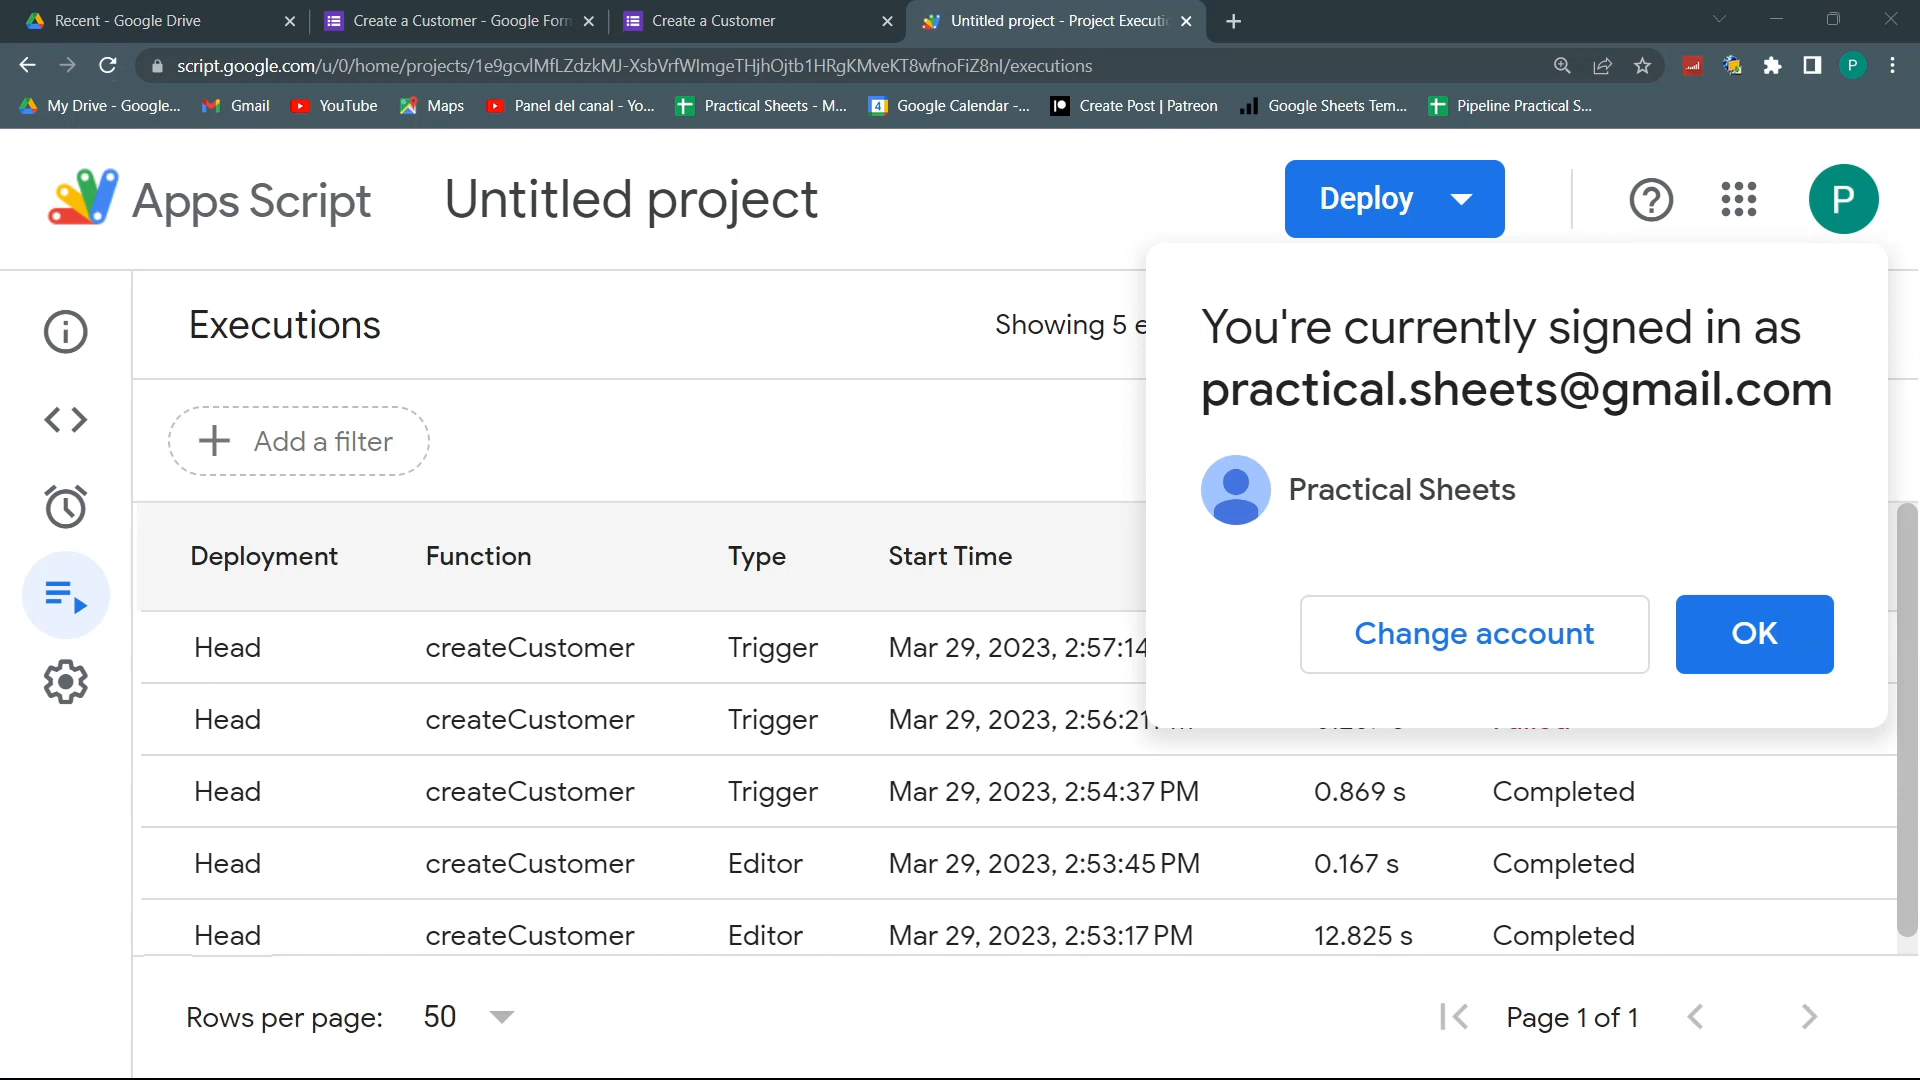 Recent - Google Drive
Create a Customer - Google Form
Create a Customer
Untitled project - Project Executi
script.google.com/u/0/home/projects/1e9gcvlMfLZdzkMJ-XsbVrfWlmgeTHjhOjtb1HRgKMveKT8wfnoFiZ8nl/executions
P
My Drive - Google...
Gmail
YouTube
Maps
Panel del canal - Yo...
Practical Sheets - M...
4
Google Calendar -...
Create Post | Patreon
Google Sheets Tem...
Pipeline Practical S...
Apps Script
Untitled project
Deploy
P
You're currently signed in as
practical.sheets@gmail.com
Practical Sheets
Change account
OK
Executions
Showing 5 e
Add a filter
Deployment Function Type Start Time
Head createCustomer Trigger Mar 29, 2023, 2:57:14
Head createCustomer Trigger Mar 29, 2023, 2:56:21
Head createCustomer Trigger Mar 29, 2023, 2:54:37 PM 0.869 s Completed
Head createCustomer Editor Mar 29, 2023, 2:53:45 PM 0.167 s Completed
Head createCustomer Editor Mar 29, 2023, 2:53:17 PM 12.825 s Completed
Rows per page: 50
Page 1 of 1